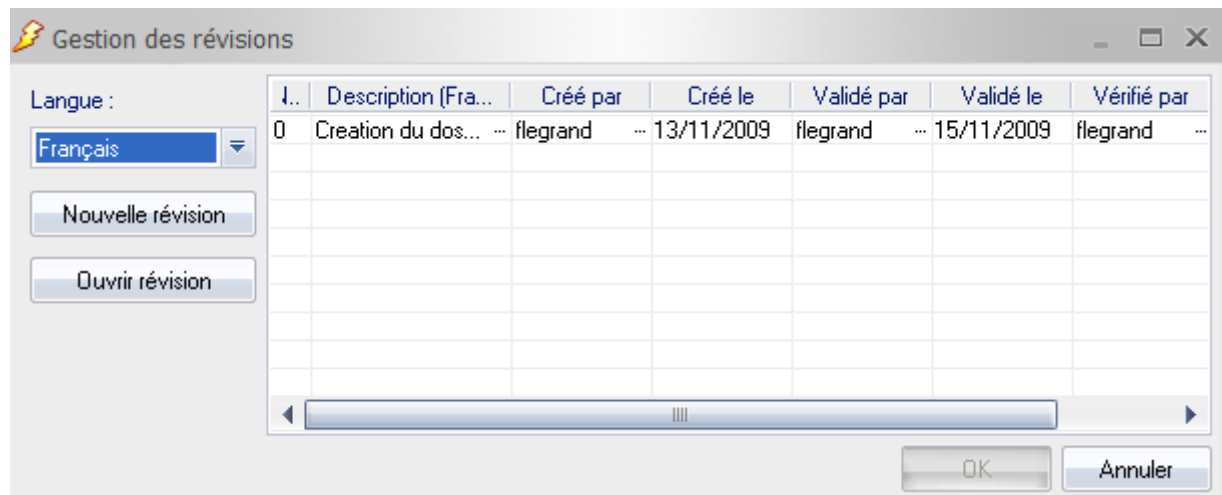 Gestion des révisions
Langue :
Français
Nouvelle révision
Ouvrir révision
Description (Fra... Créé par Créé le Validé par Validé le Vérifié par
0 Creation du dos... ... flegrand ... 13/11/2009 flegrand ... 15/11/2009 flegrand ...
OK Annuler